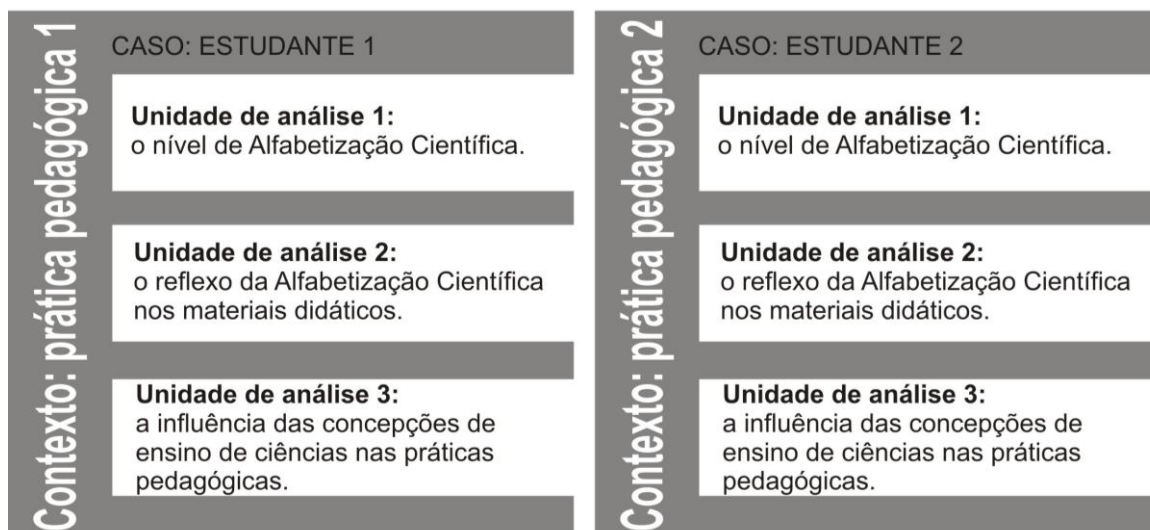 Contexto: prática pedagógica 1
CASO: ESTUDANTE 1
Unidade de análise 1:
o nível de Alfabetização Científica.
Unidade de análise 2:
o reflexo da Alfabetização Científica
nos materiais didáticos.
Unidade de análise 3:
a influência das concepções de
ensino de ciências nas práticas
pedagógicas.
Contexto: prática pedagógica 2
CASO: ESTUDANTE 2
Unidade de análise 1:
o nível de Alfabetização Científica.
Unidade de análise 2:
o reflexo da Alfabetização Científica
nos materiais didáticos.
Unidade de análise 3:
a influência das concepções de
ensino de ciências nas práticas
pedagógicas.